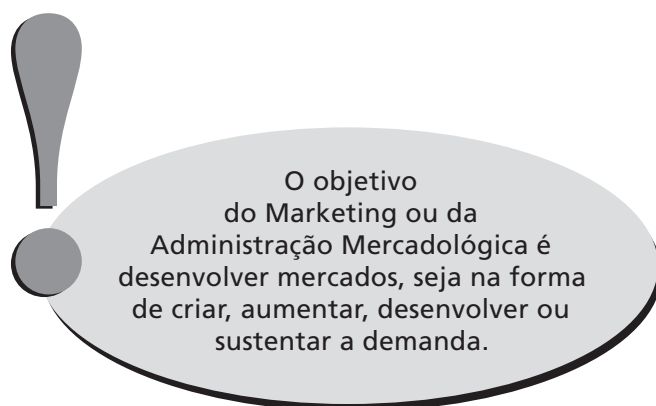 O objetivo
do Marketing ou da
Administração Mercadológica é
desenvolver mercados, seja na forma
de criar, aumentar, desenvolver ou
sustentar a demanda.